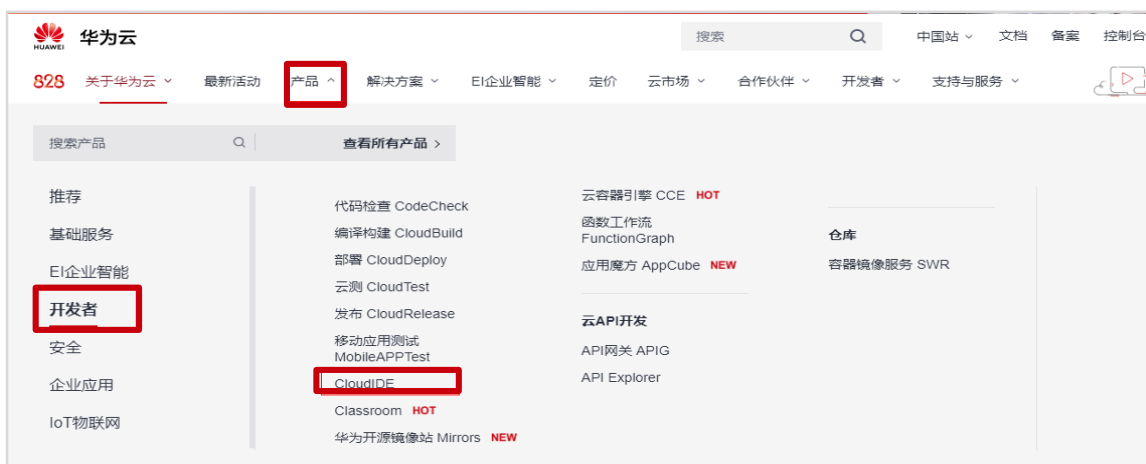 HUAWEI
华为云
搜索
中国站
文档
备案
控制台
828
关于华为云
最新活动
产品
解决方案
EI企业智能
定价
云市场
合作伙伴
开发者
支持与服务
搜索产品
查看所有产品 >
推荐
基础服务
EI企业智能
开发者
安全
企业应用
IoT物联网
代码检查 CodeCheck
编译构建 CloudBuild
部署 CloudDeploy
云测 CloudTest
发布 CloudRelease
移动应用测试
MobileAPPTest
CloudIDE
Classroom HOT
华为开源镜像站 Mirrors NEW
云容器引擎 CCE HOT
函数工作流
FunctionGraph
应用魔方 AppCube NEW
云API开发
API网关 APIG
API Explorer
仓库
容器镜像服务 SWR